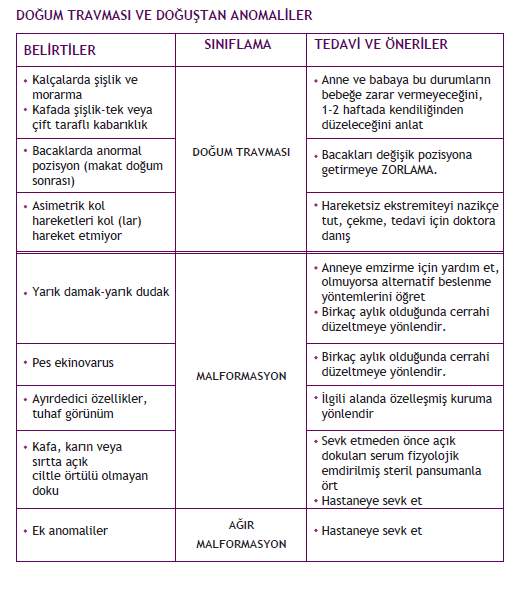 DOĞUM TRAVMASI VE DOĞUŞTAN ANOMALİLER
BELİRTİLER
SINIFLAMA
TEDAVİ VE ÖNERİLER
• Kalçalarda şişlik ve
morarma
• Kafada şişlik-tek veya
çift taraflı kabarıklık
DOĞUM TRAVMASI
• Anne ve babaya bu durumların
bebeğe zarar vermeyeceğini,
1-2 haftada kendiliğinden
düzeleceğini anlat
• Bacaklarda anormal
pozisyon (makat doğum
sonrası)
• Bacakları değişik pozisyona
getirmeye ZORLAMA.
• Asimetrik kol
hareketleri kol (lar)
hareket etmiyor
• Hareketsiz ekstremiteyi nazikçe
tut, çekme, tedavi için doktora
danış
• Yarık damak-yarık dudak
MALFORMASYON
• Anneye emzirme için yardım et,
olmuyorsa alternatif beslenme
yöntemlerini öğret
• Birkaç aylık olduğunda cerrahi
düzeltmeye yönlendir.
• Pes ekinovarus
• Birkaç aylık olduğunda cerrahi
düzeltmeye yönlendir.
• Ayırdedici özellikler,
tuhaf görünüm
• İlgili alanda özelleşmiş kuruma
yönlendir
• Kafa, karın veya
sırtta açık
ciltle örtülü olmayan
doku
• Sevk etmeden önce açık
dokuları serum fizyolojik
emdirilmiş steril pansumanla
ört
• Hastaneye sevk et
• Ek anomaliler
AĞIR
MALFORMASYON
• Hastaneye sevk et